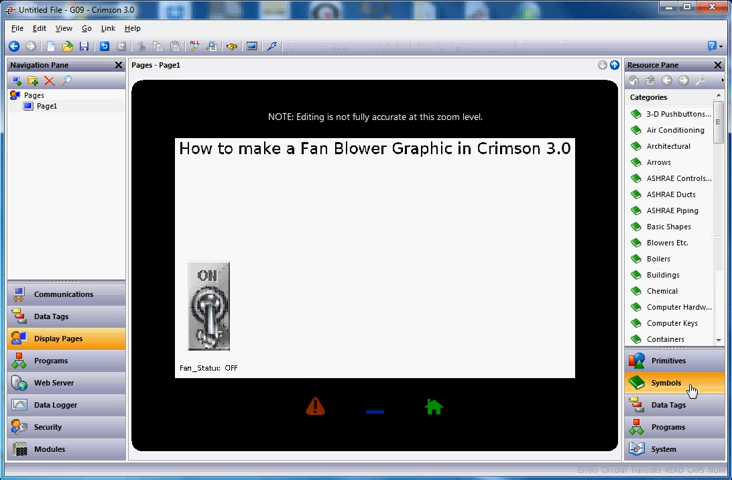 Untitled File - G09 - Crimson 3.0
File Edit View Go Link Help
Navigation Pane
Pages
Page1
Communications
Data Tags
Display Pages
Programs
Web Server
Data Logger
Security
Modules
Pages - Page1
NOTE: Editing is not fully accurate at this zoom level.
How to make a Fan Blower Graphic in Crimson 3.0
ON
Fan_Status: OFF
Resource Pane
Categories
3-D Pushbuttons...
Air Conditioning
Architectural
Arrows
ASHRAE Controls...
ASHRAE Ducts
ASHRAE Piping
Basic Shapes
Blowers Etc.
Boilers
Buildings
Chemical
Computer Hardw...
Computer Keys
Containers
Primitives
Symbols
Data Tags
Programs
System
Errors Circular Translate READ CAPS NUM